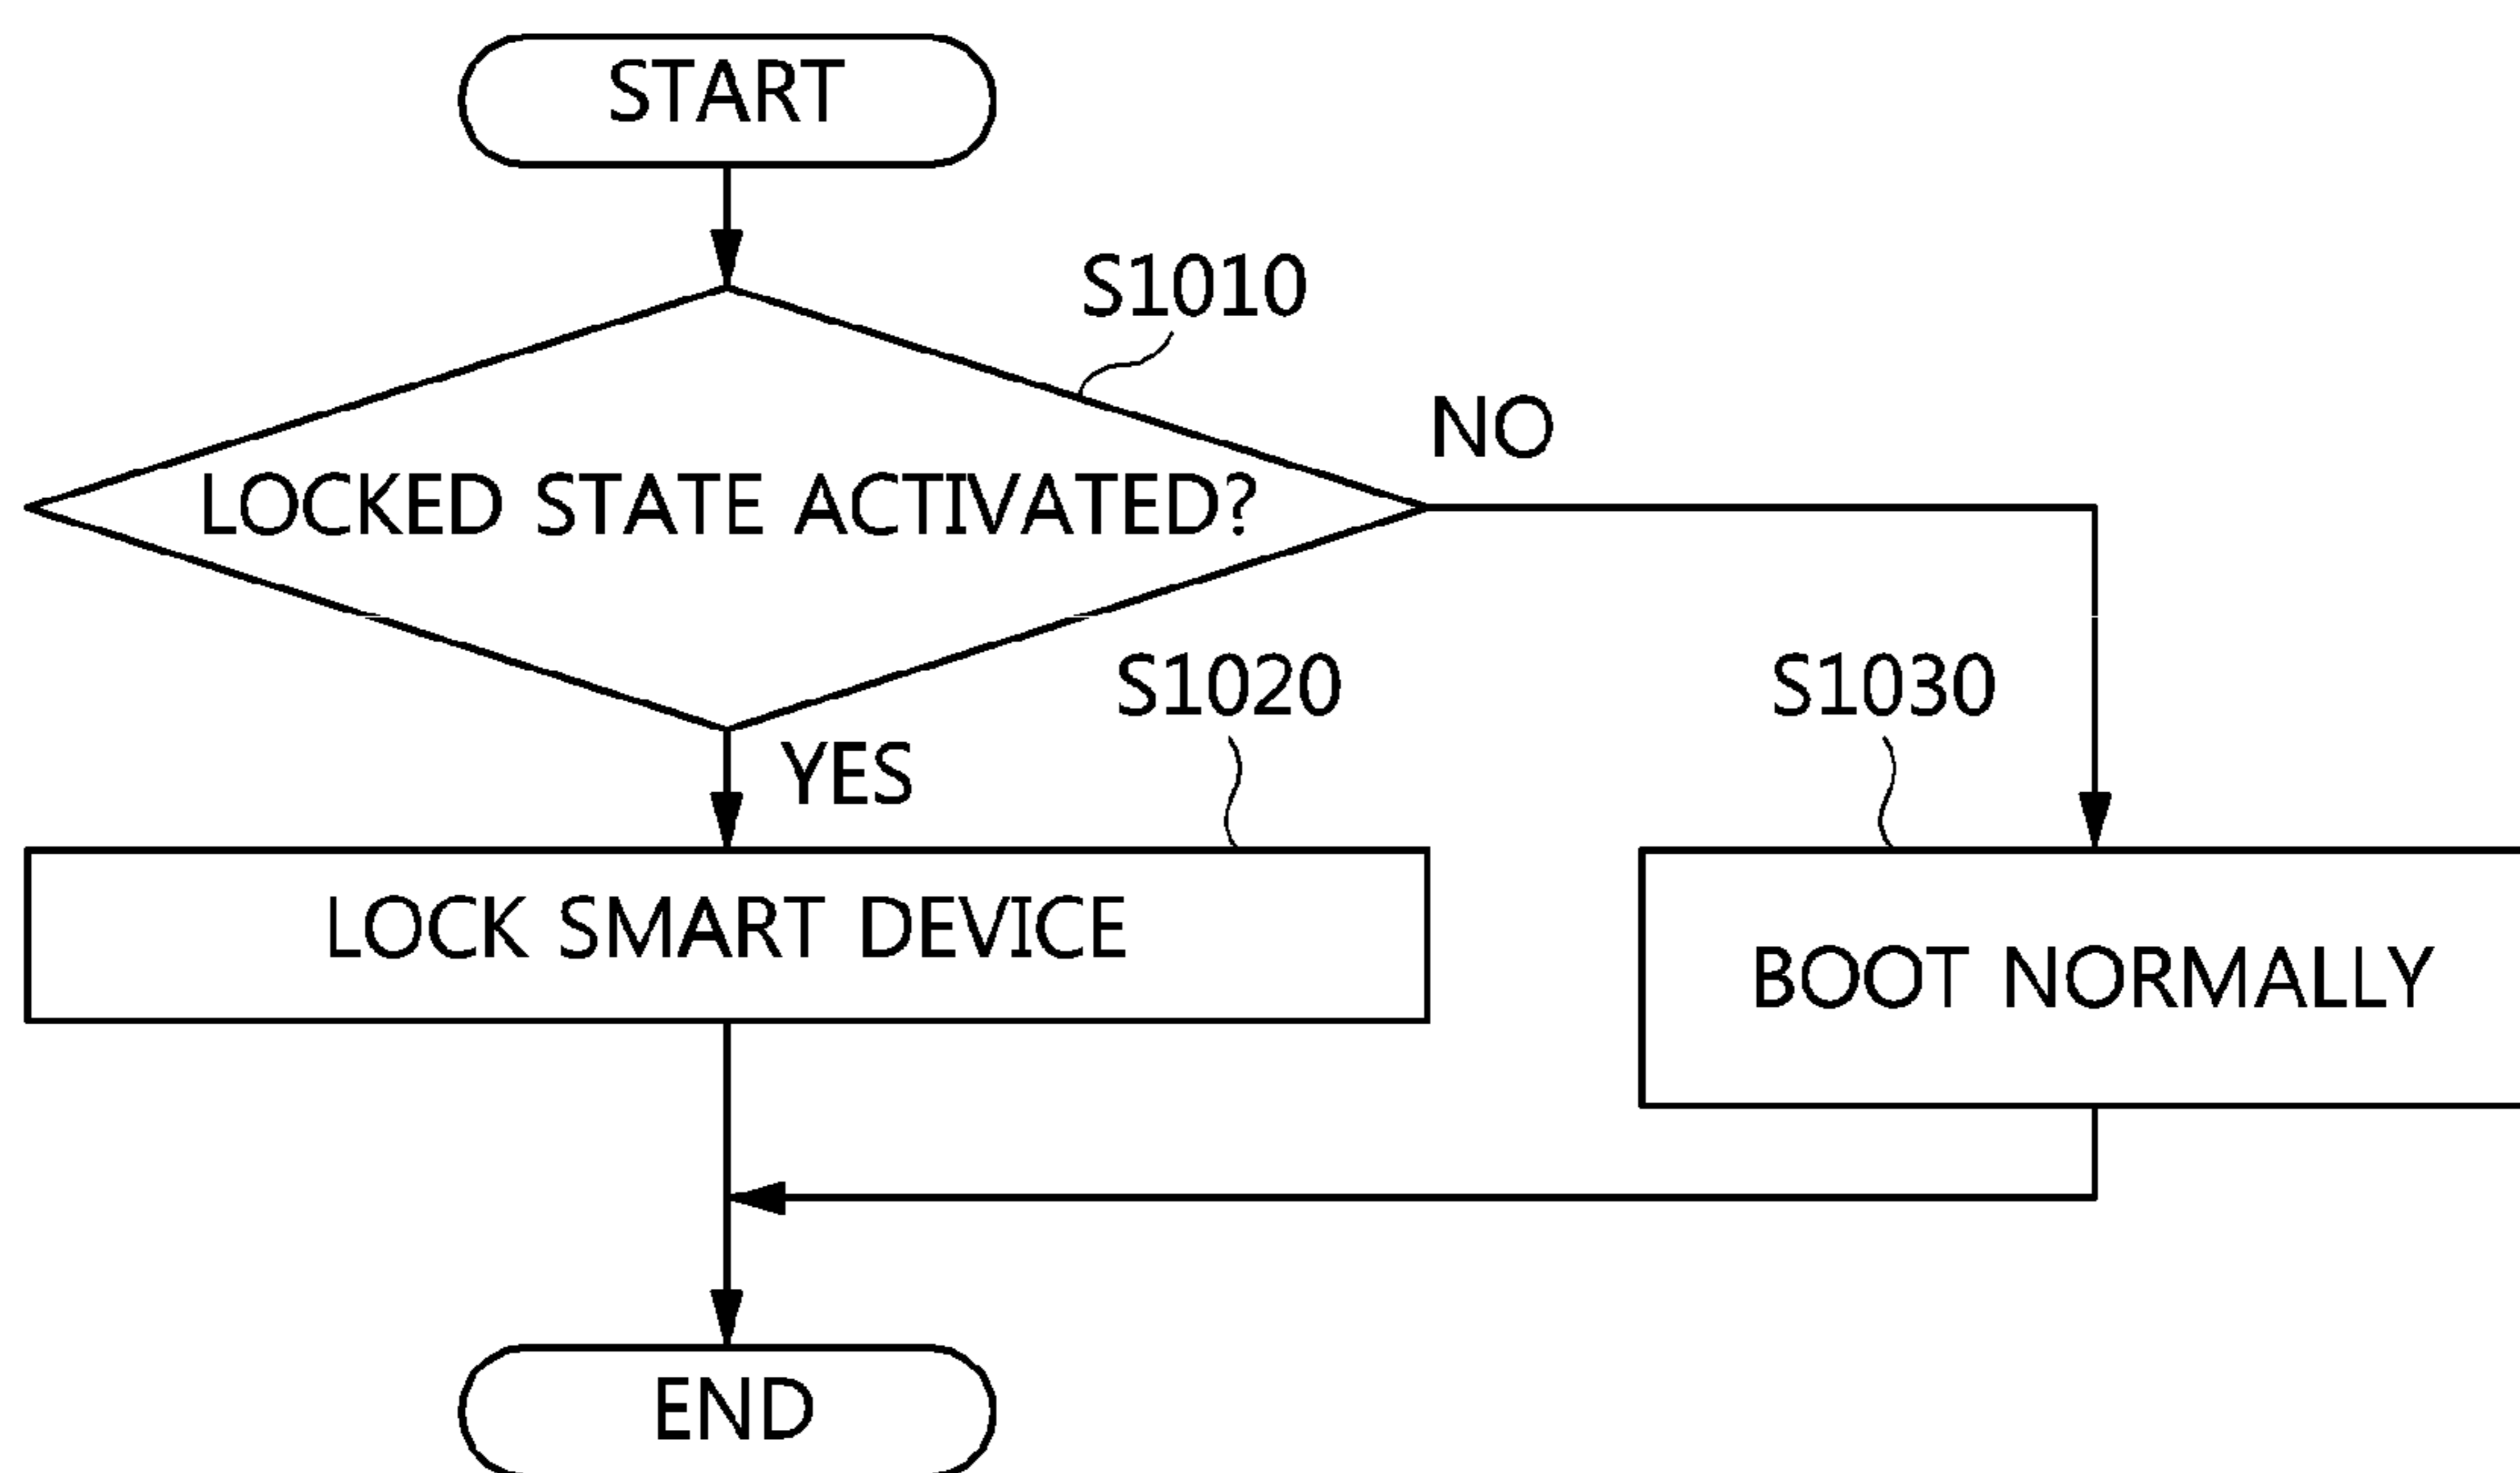 START
S1010
NO
LOCKED STATE ACTIVATED?
S1020
S1030
YES
LOCK SMART DEVICE
BOOT NORMALLY
END